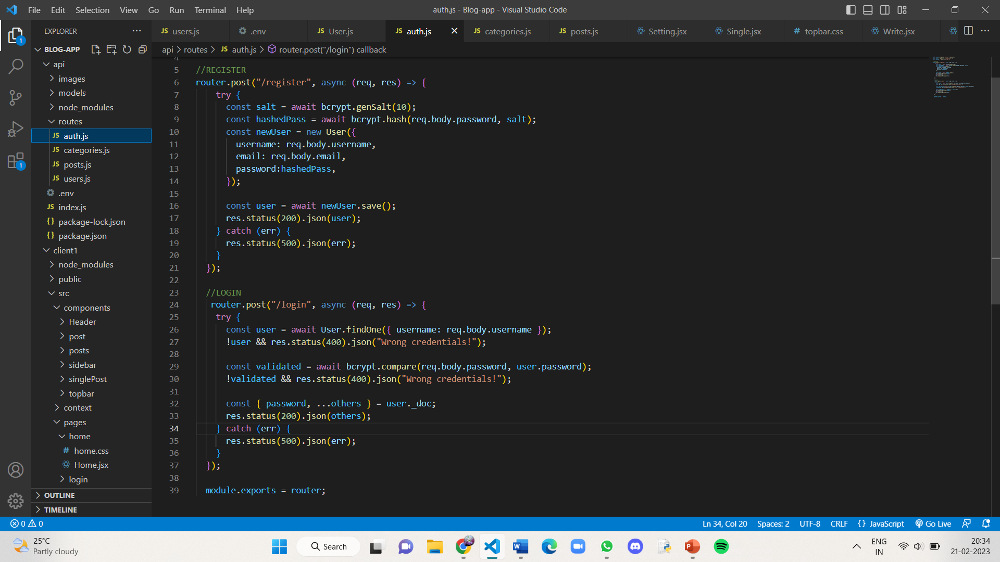 File Edit Selection View Go Run Terminal Help
auth.js - Blog-app - Visual Studio Code
EXPLORER
users.js .env User.js auth.js categories.js posts.js Setting.jsx Single.jsx topbar.css Write.jsx
BLOG-APP
api > routes > JS auth.js > router.post("/login") callback
api
images
models
node_modules
routes
JS auth.js
JS categories.js
JS posts.js
JS users.js
.env
JS index.js
{} package-lock.json
{} package.json
client1
node_modules
public
src
components
Header
post
posts
sidebar
singlePost
topbar
context
pages
home
# home.css
Home.jsx
login
OUTLINE
TIMELINE
4
5 //REGISTER
6 router.post("/register", async (req, res) => {
7 try {
8 const salt = await bcrypt.genSalt(10);
9 const hashedPass = await bcrypt.hash(req.body.password, salt);
10 const newUser = new User({
11 username: req.body.username,
12 email: req.body.email,
13 password:hashedPass,
14 });
15
16 const user = await newUser.save();
17 res.status(200).json(user);
18 } catch (err) {
19 res.status(500).json(err);
20 }
21 });
22
23 //LOGIN
24 router.post("/login", async (req, res) => {
25 try {
26 const user = await User.findOne({ username: req.body.username });
27 !user && res.status(400).json("Wrong credentials!");
28
29 const validated = await bcrypt.compare(req.body.password, user.password);
30 !validated && res.status(400).json("Wrong credentials!");
31
32 const { password, ...others } = user._doc;
33 res.status(200).json(others);
34 } catch (err) {
35 res.status(500).json(err);
36 }
37 });
38
39 module.exports = router;
0 0 Ln 34, Col 20 Spaces: 2 UTF-8 CRLF {} JavaScript Go Live
25°C
Partly cloudy
Search
ENG
IN
20:34
21-02-2023